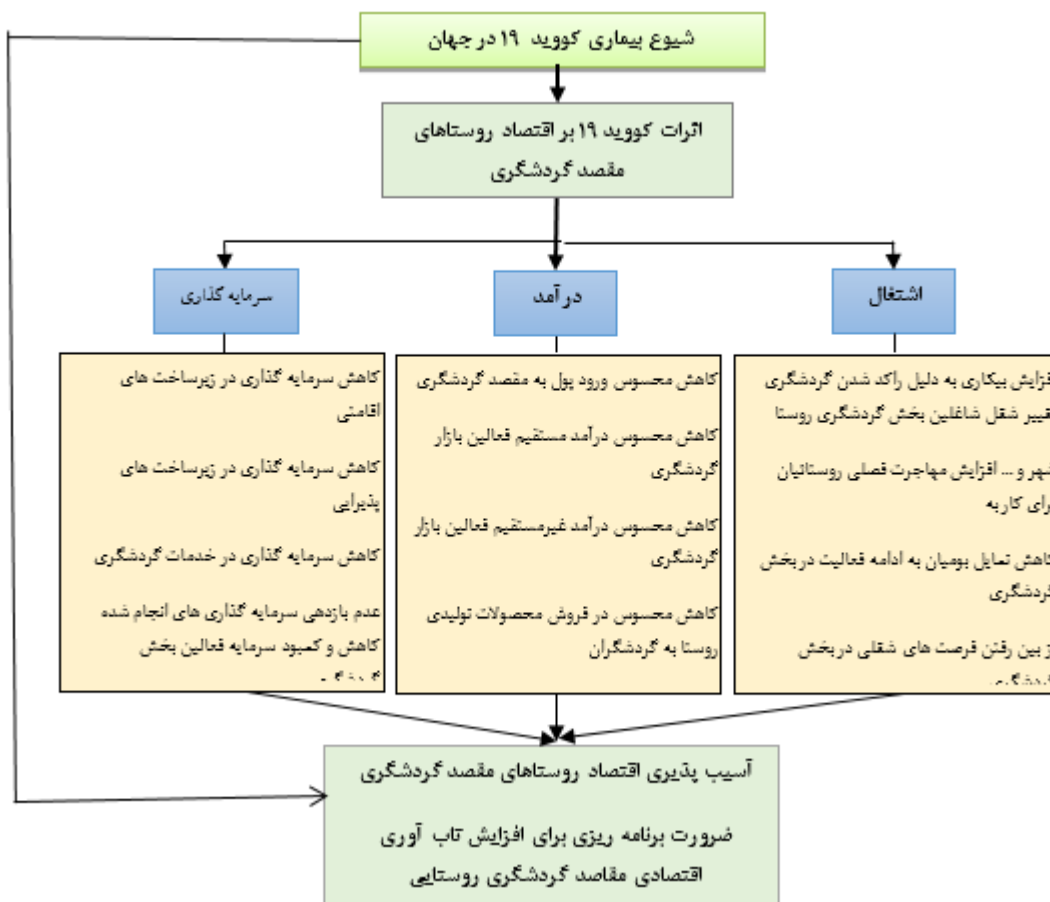 شیوع بیماری کووید ۱۹ در جهان
اثرات کووید ۱۹ بر اقتصاد روستاهای
مقصد گردشگری
اشتغال
درآمد
سرمایه گذاری
فزایش بیکاری به دلیل راکد شدن گردشگری
تغییر شغل شاغلین بخش گردشگری روستا
شهر و ... افزایش مهاجرت فصلی روستائیان
رای کار به
کاهش تمایل بومیان به ادامه فعالیت در بخش
گردشگری
ز بین رفتن فرصت های شغلی در بخش
کاهش محسوس ورود پول به مقصد گردشگری
کاهش محسوس درآمد مستقیم فعالین بازار
گردشگری
کاهش محسوس درآمد غیرمستقیم فعالین بازار
گردشگری
کاهش محسوس در فروش محصولات تولیدی
روستا به گردشگران
کاهش سرمایه گذاری در زیرساخت های
اقامتی
کاهش سرمایه گذاری در زیرساخت های
پذیرایی
کاهش سرمایه گذاری در خدمات گردشگری
عدم بازدهی سرمایه گذاری های انجام شده
کاهش و کمبود سرمایه فعالین بخش
آسیب پذیری اقتصاد روستاهای مقصد گردشگری
ضرورت برنامه ریزی برای افزایش تاب آوری
اقتصادی مقاصد گردشگری روستایی